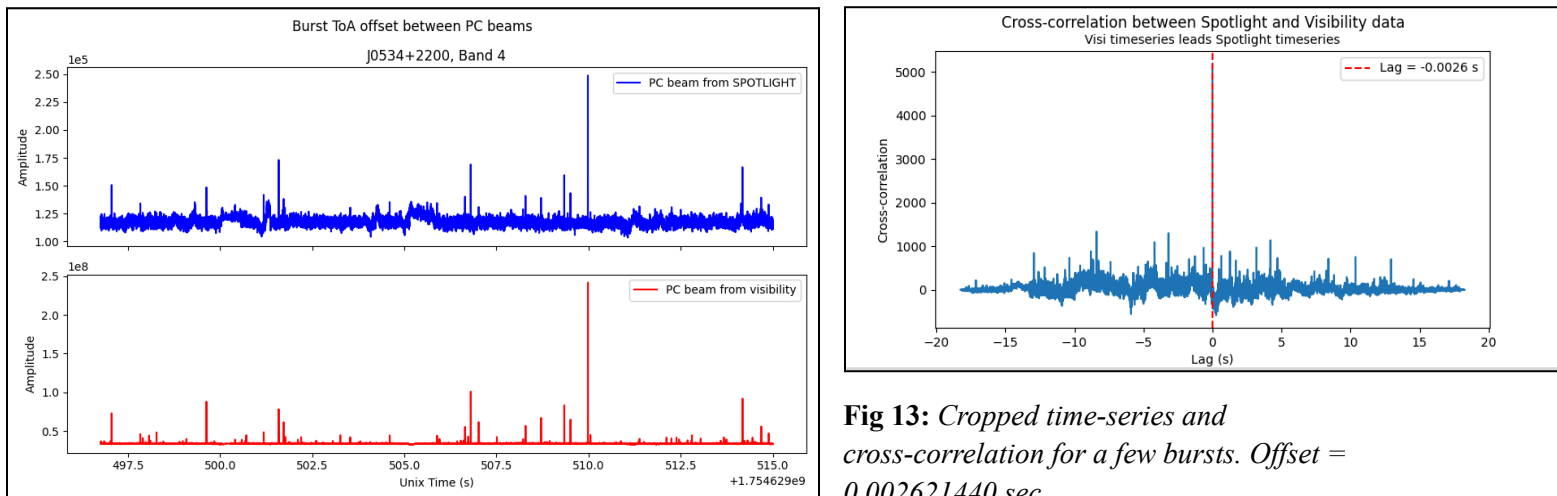 Burst ToA offset between PC beams
J0534+2200, Band 4
1e5
2.50
2.25
2.00
1.75
1.50
1.25
1.00
Amplitude
PC beam from SPOTLIGHT
1e8
2.5
2.0
1.5
1.0
0.5
Amplitude
PC beam from visibility
497.5 500.0 502.5 505.0 507.5 510.0 512.5 515.0
Unix Time (s)
+1.754629e9
Cross-correlation between Spotlight and Visibility data
Visi timeseries leads Spotlight timeseries
Lag = -0.0026 s
5000
4000
3000
2000
1000
0
Cross-correlation
−20 −15 −10 −5 0 5 10 15 20
Lag (s)
Fig 13: Cropped time-series and
cross-correlation for a few bursts. Offset =
0.002621440 sec